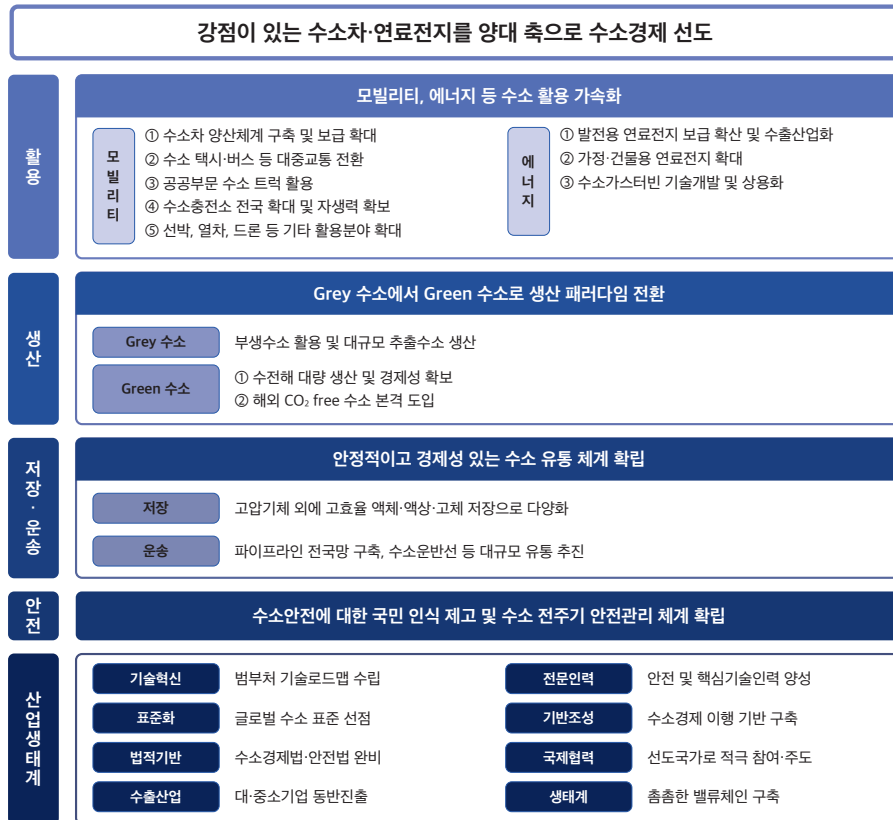 강점이 있는 수소차·연료전지를 양대 축으로 수소경제 선도
활용
모빌리티, 에너지 등 수소 활용 가속화
모빌리티
① 수소차 양산체계 구축 및 보급 확대
② 수소 택시·버스 등 대중교통 전환
③ 공공부문 수소 트럭 활용
④ 수소충전소 전국 확대 및 자생력 확보
⑤ 선박, 열차, 드론 등 기타 활용분야 확대
에너지
① 발전용 연료전지 보급 확산 및 수출산업화
② 가정·건물용 연료전지 확대
③ 수소가스터빈 기술개발 및 상용화
생산
Grey 수소에서 Green 수소로 생산 패러다임 전환
Grey 수소
부생수소 활용 및 대규모 추출수소 생산
Green 수소
① 수전해 대량 생산 및 경제성 확보
② 해외 CO₂ free 수소 본격 도입
저장·운송
안정적이고 경제성 있는 수소 유통 체계 확립
저장
고압기체 외에 고효율 액체·액상·고체 저장으로 다양화
운송
파이프라인 전국망 구축, 수소운반선 등 대규모 유통 추진
안전
수소안전에 대한 국민 인식 제고 및 수소 전주기 안전관리 체계 확립
산업생태계
기술혁신
범부처 기술로드맵 수립
표준화
글로벌 수소 표준 선점
법적기반
수소경제법·안전법 완비
수출산업
대·중소기업 동반진출
전문인력
안전 및 핵심기술인력 양성
기반조성
수소경제 이행 기반 구축
국제협력
선도국가로 적극 참여·주도
생태계
촘촘한 밸류체인 구축